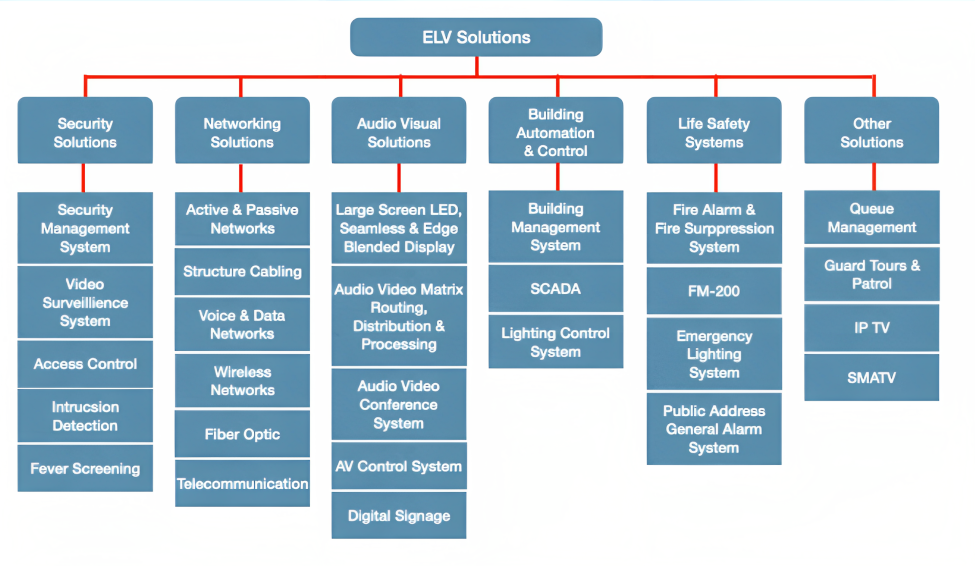 ELV Solutions
Security
Solutions
Networking
Solutions
Audio Visual
Solutions
Building
Automation
& Control
Life Safety
Systems
Other
Solutions
Security
Management
System
Video
Surveillience
System
Access Control
Intrucsion
Detection
Fever Screening
Active & Passive
Networks
Structure Cabling
Voice & Data
Networks
Wireless
Networks
Fiber Optic
Telecommunication
Large Screen LED,
Seamless & Edge
Blended Display
Audio Video Matrix
Routing,
Distribution &
Processing
Audio Video
Conference
System
AV Control System
Digital Signage
Building
Management
System
SCADA
Lighting Control
System
Fire Alarm &
Fire Surppression
System
FM-200
Emergency
Lighting
System
Public Address
General Alarm
System
Queue
Management
Guard Tours &
Patrol
IP TV
SMATV